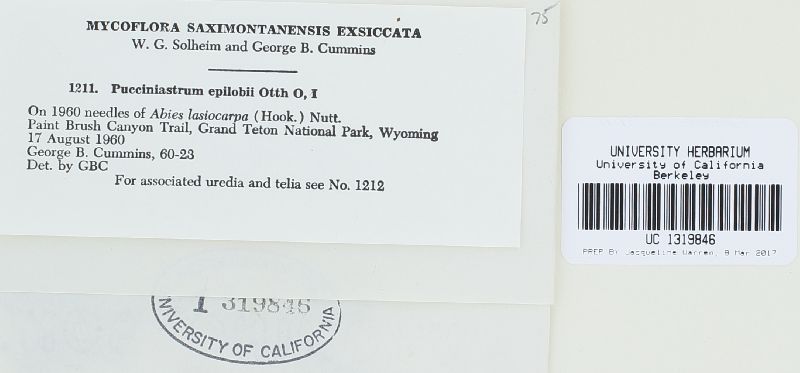 MYCOFLORA SAXIMONTANENSIS EXSICCATA
W. G. Solheim and George B. Cummins
75
1211. Pucciniastrum epilobii Otth O, I
On 1960 needles of Abies lasiocarpa (Hook.) Nutt.
Paint Brush Canyon Trail, Grand Teton National Park, Wyoming
17 August 1960
George B. Cummins, 60-23
Det. by GBC
For associated uredia and telia see No. 1212
UNIVERSITY HERBARIUM
University of California
Berkeley
UC 1319846
PREP BY Jacqueline Warren, 8 Mar 2017
1 319846
NIVERSITY OF CALIFORNIA